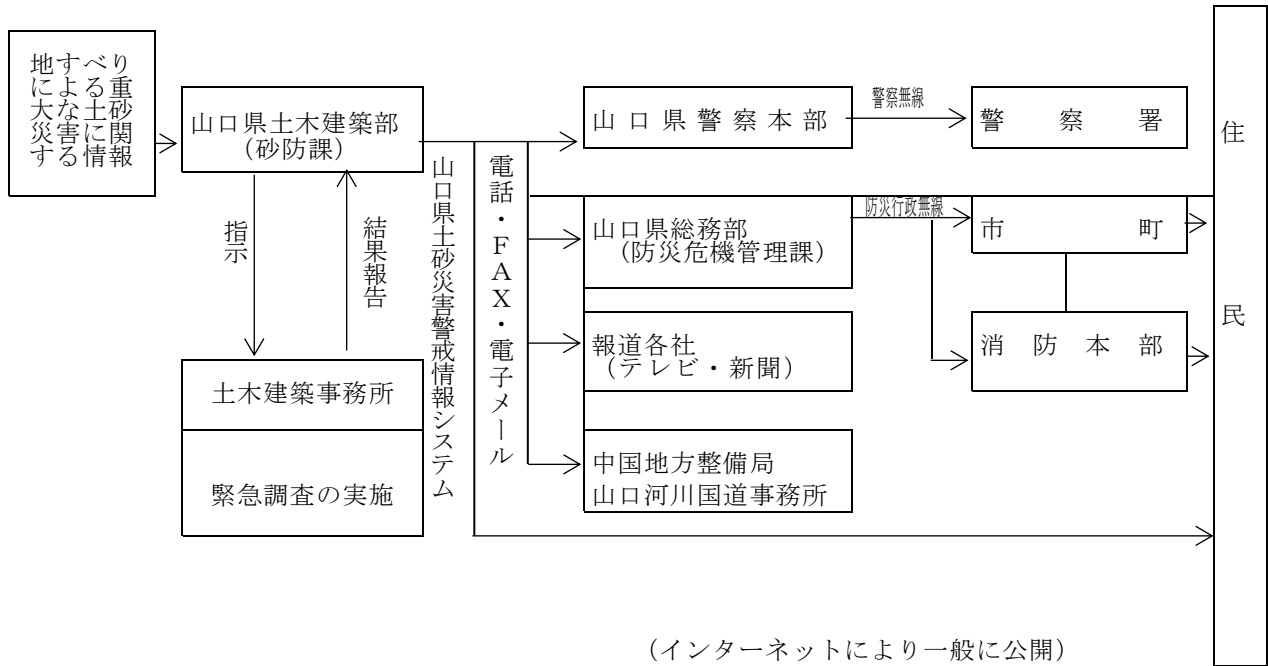 地すべり
による重
大な土砂
災害に関
する情報
山口県土木建築部
（砂防課）
指示
結果報告
土木建築事務所
緊急調査の実施
山口県土砂災害警戒情報システム
電話・FAX・電子メール
山口県警察本部
警察無線
警察署
山口県総務部
（防災危機管理課）
防災行政無線
市町
報道各社
（テレビ・新聞）
消防本部
中国地方整備局
山口河川国道事務所
住民
（インターネットにより一般に公開）